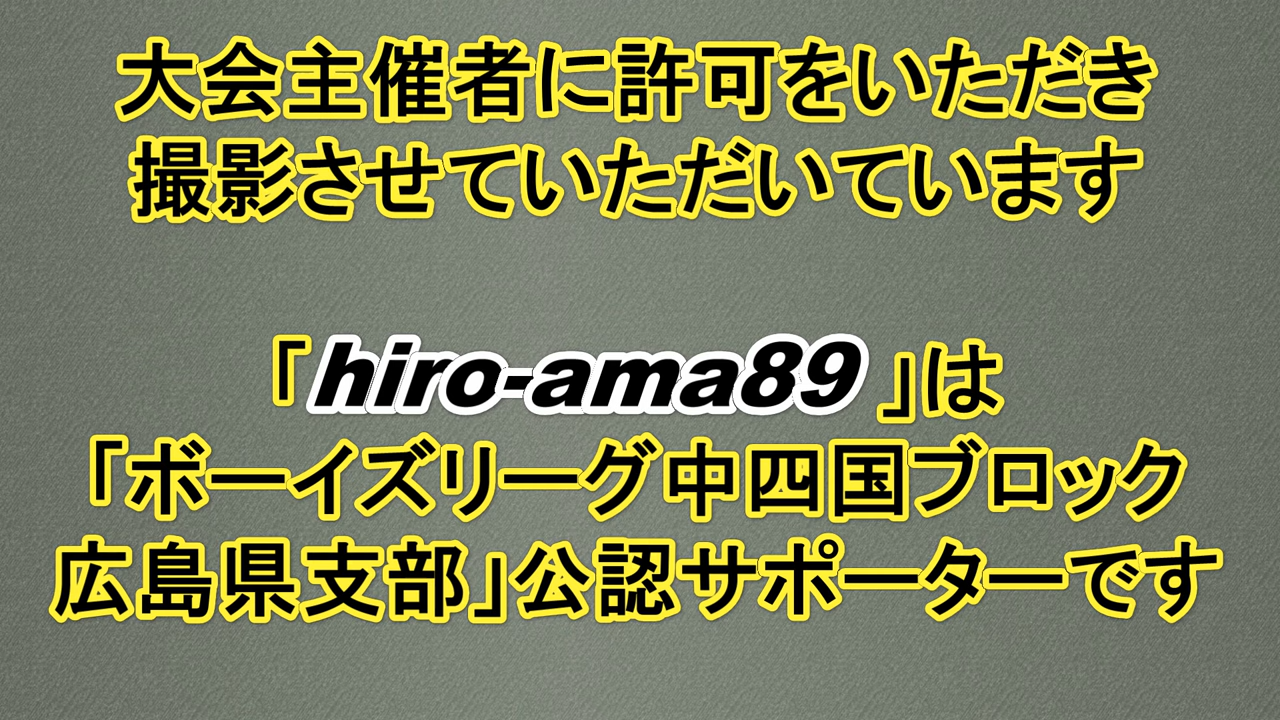 大会主催者に許可をいただき
撮影させていただいています
「hiro-ama89」は
「ボーイズリーグ中四国ブロック
広島県支部」公認サポーターです